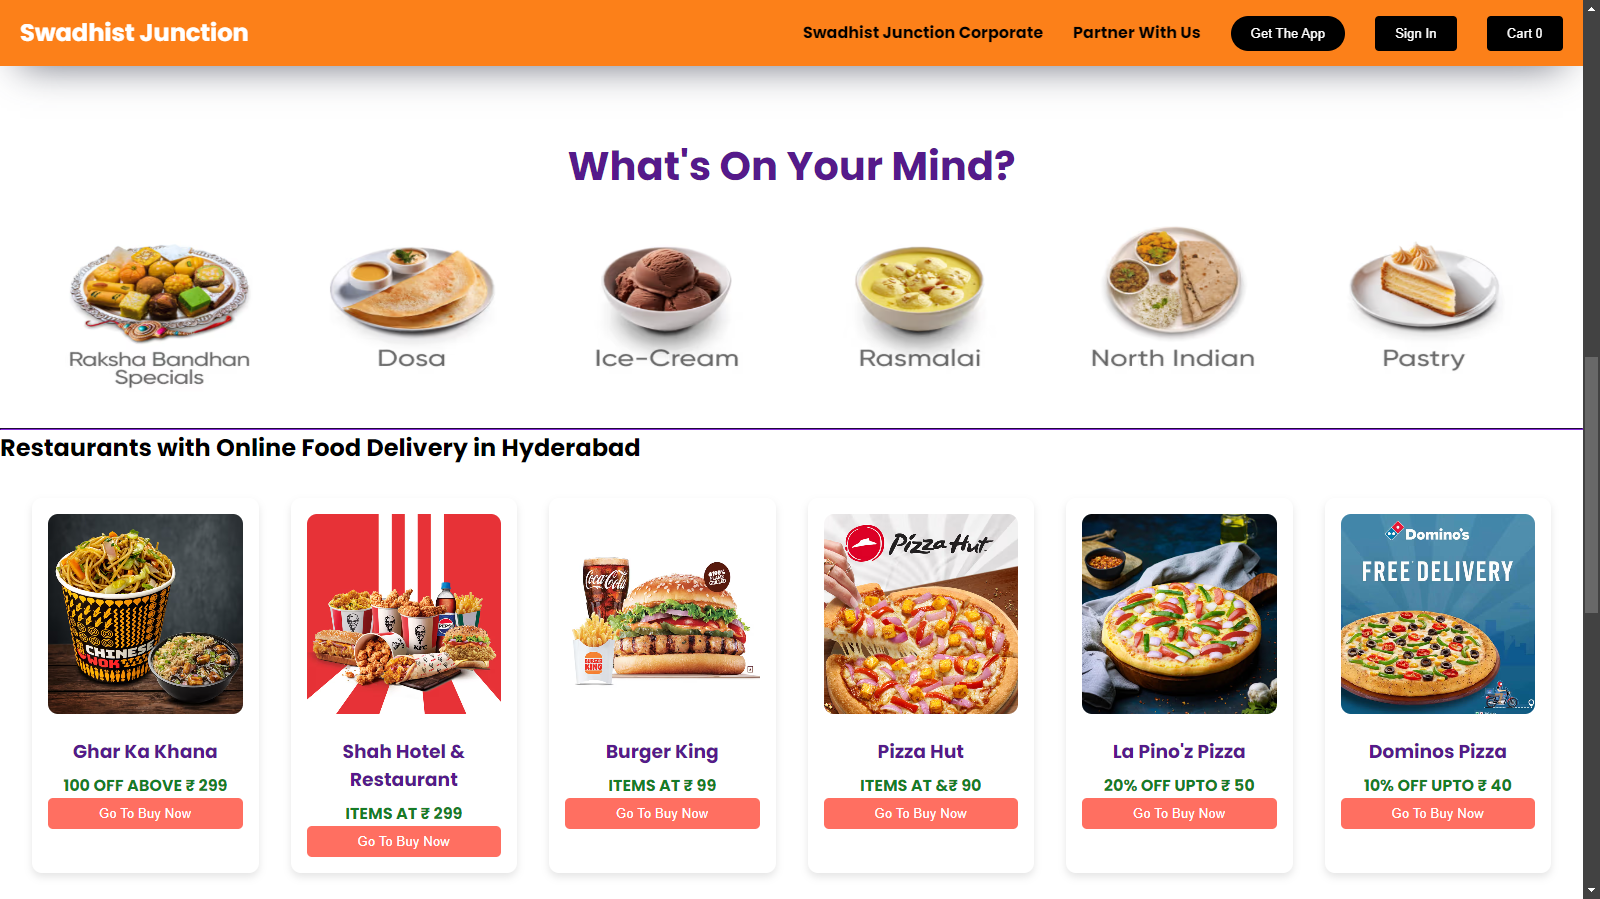 Swadhist Junction
Swadhist Junction Corporate
Partner With Us
Get The App
Sign In
Cart 0
What's On Your Mind?
Raksha Bandhan
Specials
Dosa
Ice-Cream
Rasmalai
North Indian
Pastry
Restaurants with Online Food Delivery in Hyderabad
CHINESE
WOK
KFC
PEPSI
Coca-Cola
BURGER
KING
Pizza Hut
Domino's
FREE DELIVERY
Ghar Ka Khana
100 OFF ABOVE ₹ 299
Go To Buy Now
Shah Hotel &
Restaurant
ITEMS AT ₹ 299
Go To Buy Now
Burger King
ITEMS AT ₹ 99
Go To Buy Now
Pizza Hut
ITEMS AT &₹ 90
Go To Buy Now
La Pino'z Pizza
20% OFF UPTO ₹ 50
Go To Buy Now
Dominos Pizza
10% OFF UPTO ₹ 40
Go To Buy Now